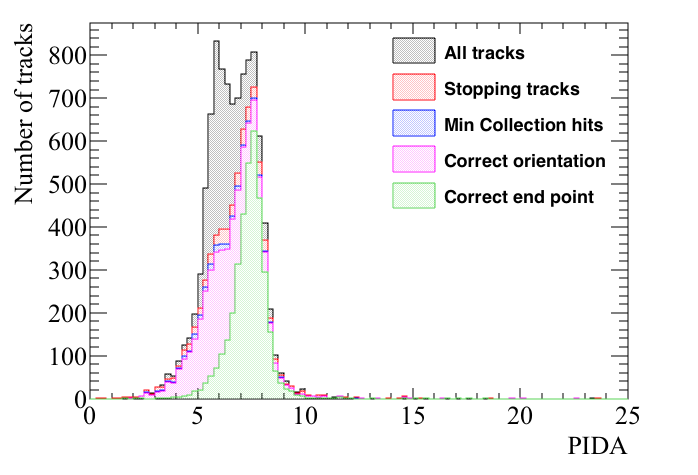 Number of tracks
800
700
600
500
400
300
200
100
0
0 5 10 15 20 25
PIDA
All tracks
Stopping tracks
Min Collection hits
Correct orientation
Correct end point